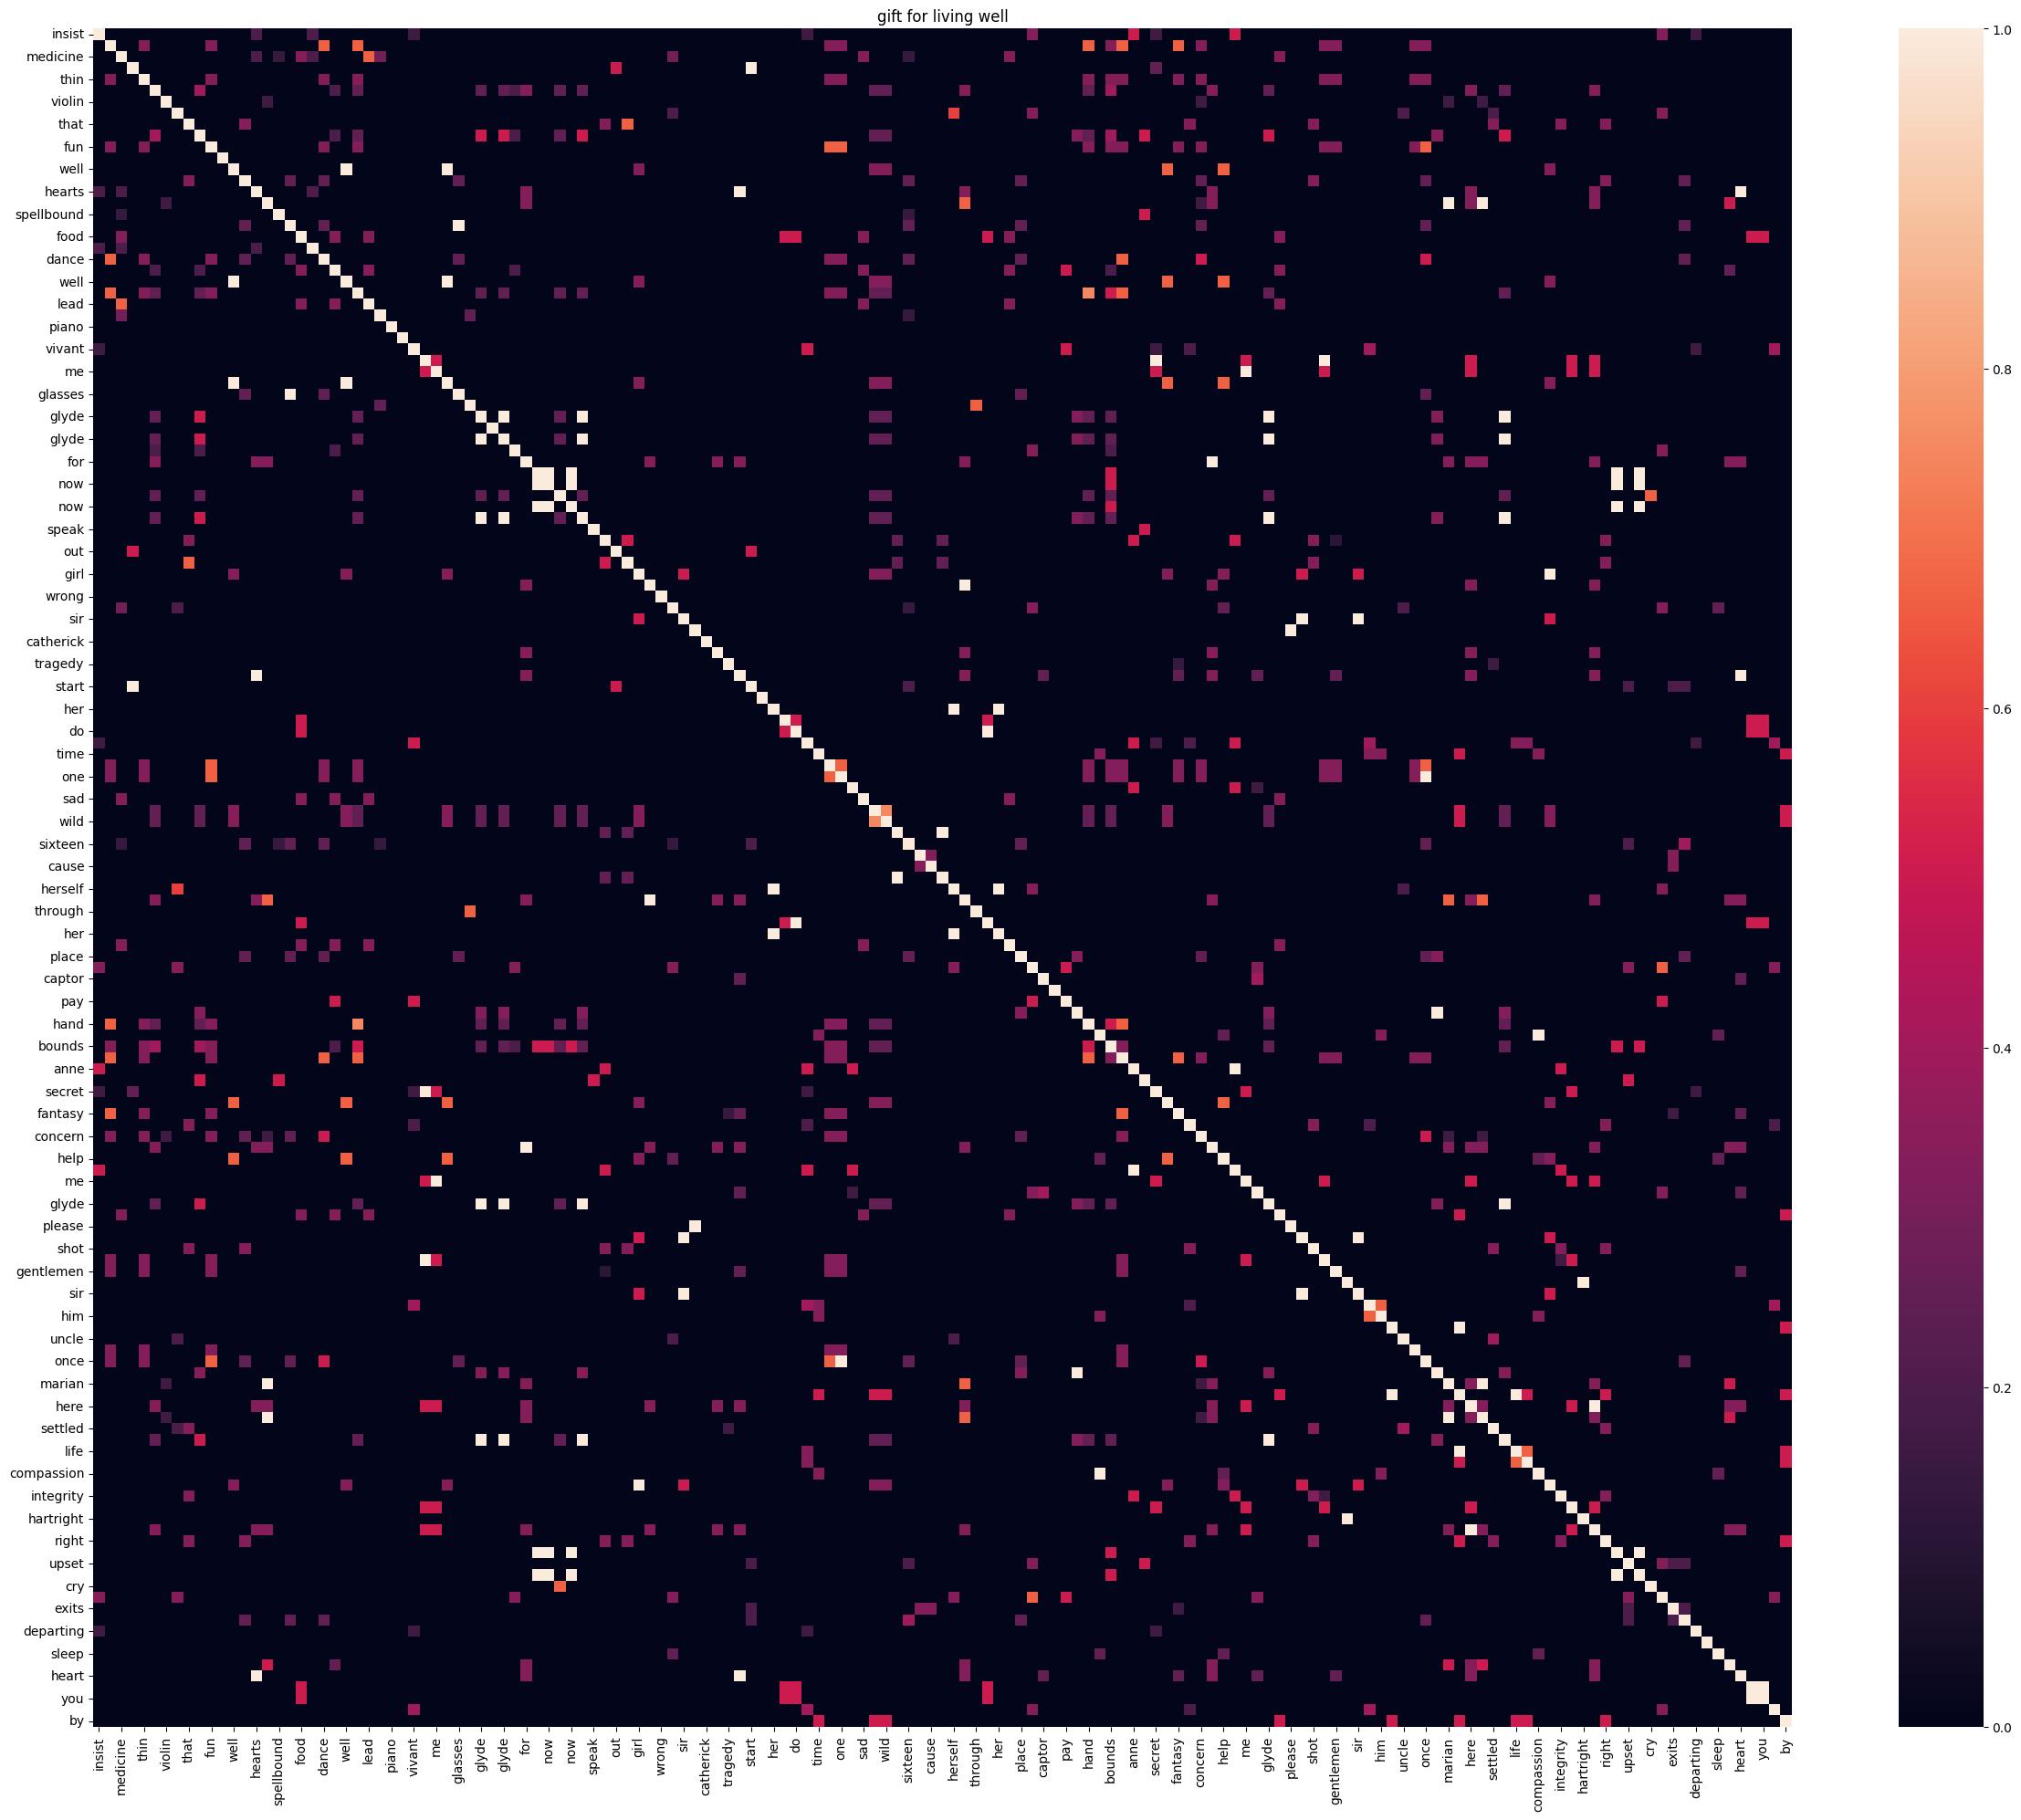 gift for living well
insist
medicine
thin
violin
that
fun
well
hearts
spellbound
food
dance
well
lead
piano
vivant
me
glasses
glyde
glyde
for
now
now
speak
out
girl
wrong
sir
catherick
tragedy
start
her
do
time
one
sad
wild
sixteen
cause
herself
through
her
place
captor
pay
hand
bounds
anne
secret
fantasy
concern
help
me
glyde
please
shot
gentlemen
sir
him
uncle
once
marian
here
settled
life
compassion
integrity
hartright
right
upset
cry
exits
departing
sleep
heart
you
by
1.0
0.8
0.6
0.4
0.2
0.0
insist
medicine
thin
violin
that
fun
well
hearts
spellbound
food
dance
well
lead
piano
vivant
me
glasses
glyde
glyde
for
now
now
speak
out
girl
wrong
sir
catherick
tragedy
start
her
do
time
one
sad
wild
sixteen
cause
herself
through
her
place
captor
pay
hand
bounds
anne
secret
fantasy
concern
help
me
glyde
please
shot
gentlemen
sir
him
uncle
once
marian
here
settled
life
compassion
integrity
hartright
right
upset
cry
exits
departing
sleep
heart
you
by